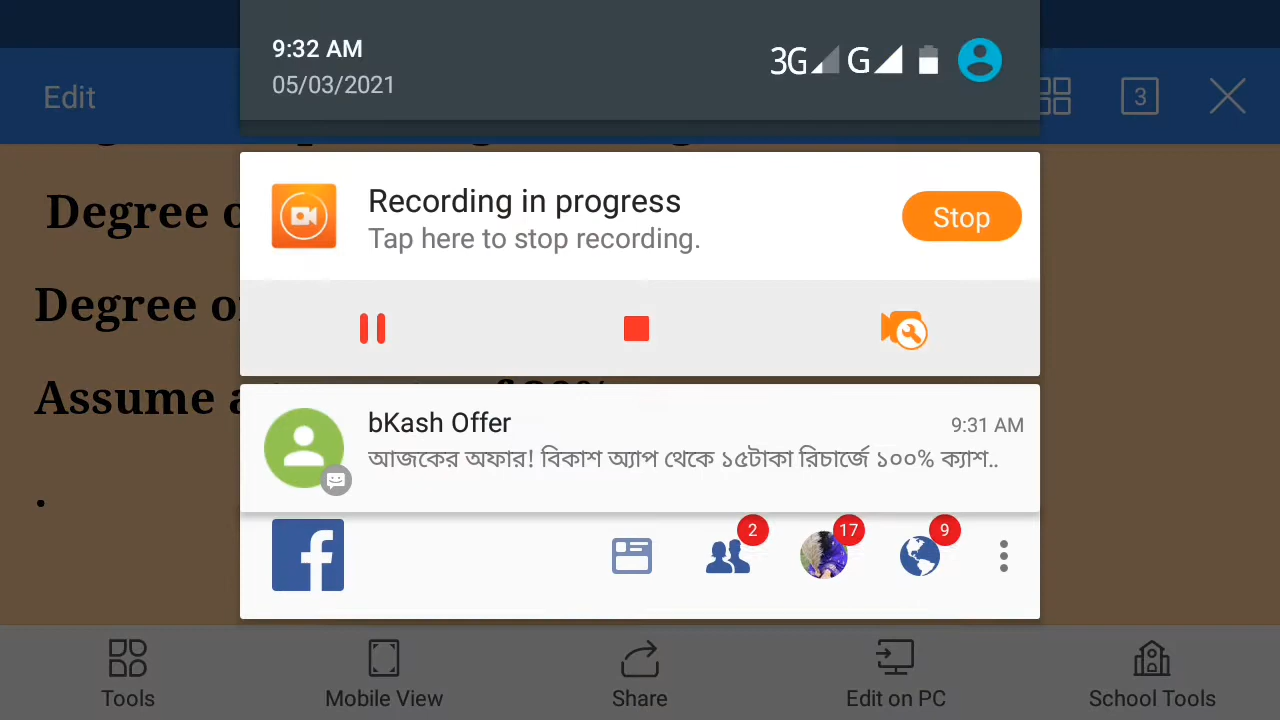 9:32 AM
05/03/2021
3G
G
Edit
3
Recording in progress
Tap here to stop recording.
Stop
Degree
Degree
Assume
bKash Offer
9:31 AM
আজকের অফার! বিকাশ অ্যাপ থেকে ১৫টাকা রিচার্জে ১০০% ক্যাশ..
.
f
2
17
9
Tools
Mobile View
Share
Edit on PC
School Tools